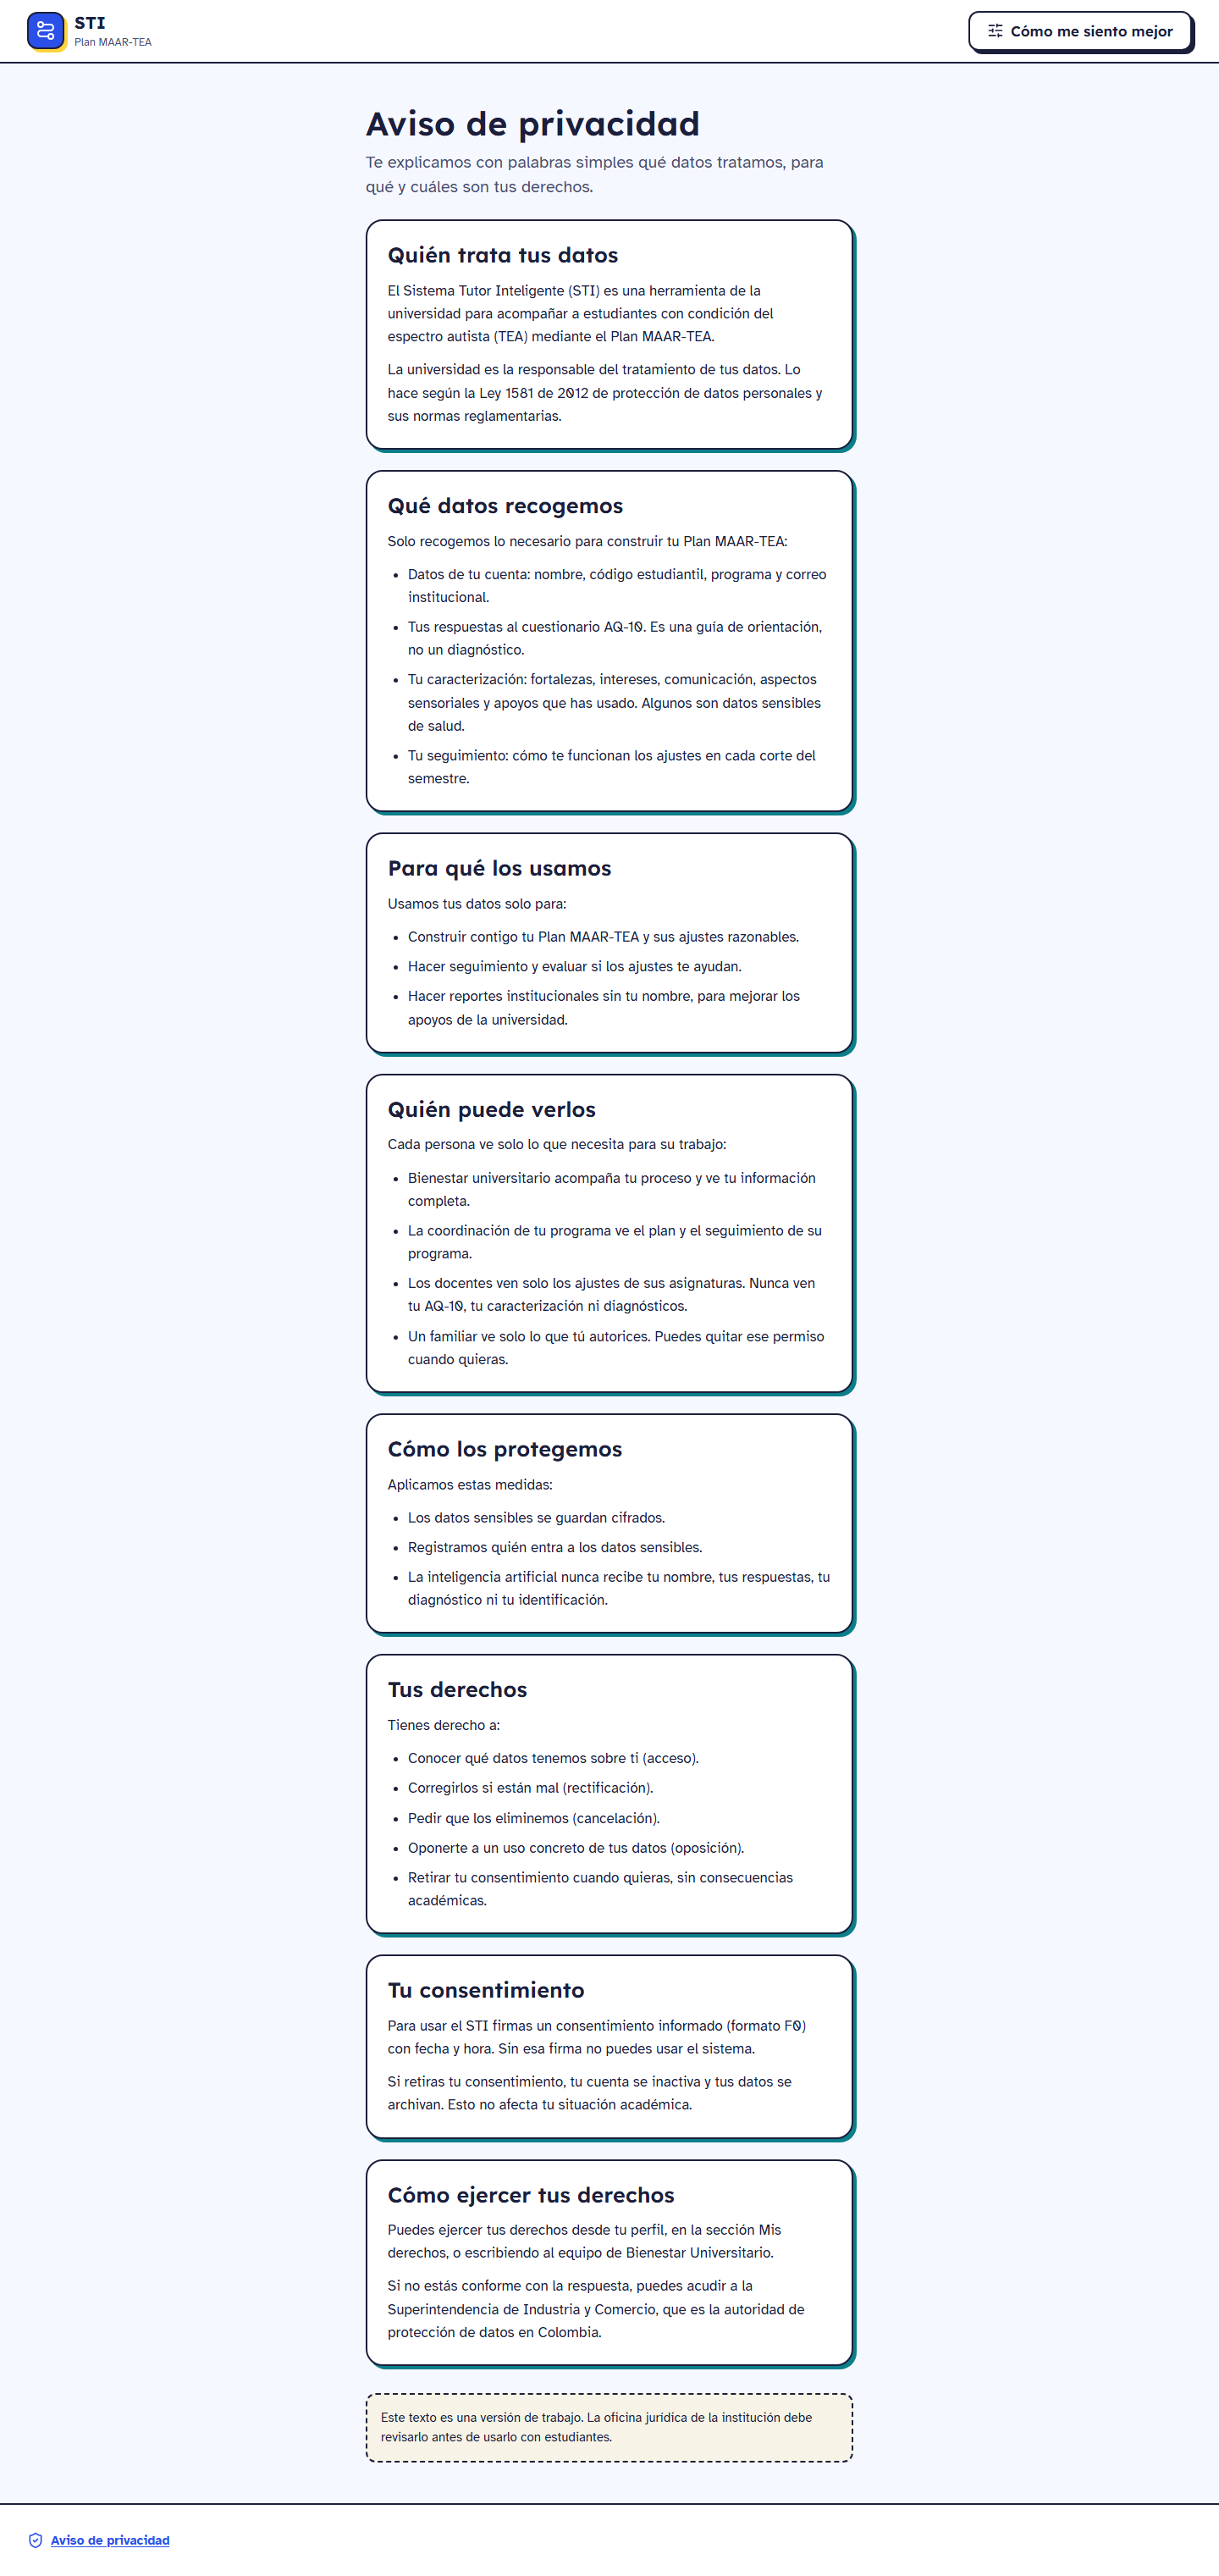 STI
Plan MAAR-TEA
Cómo me siento mejor
Aviso de privacidad
Te explicamos con palabras simples qué datos tratamos, para
qué y cuáles son tus derechos.
Quién trata tus datos
El Sistema Tutor Inteligente (STI) es una herramienta de la
universidad para acompañar a estudiantes con condición del
espectro autista (TEA) mediante el Plan MAAR-TEA.
La universidad es la responsable del tratamiento de tus datos. Lo
hace según la Ley 1581 de 2012 de protección de datos personales y
sus normas reglamentarias.
Qué datos recogemos
Solo recogemos lo necesario para construir tu Plan MAAR-TEA:
• Datos de tu cuenta: nombre, código estudiantil, programa y correo
institucional.
• Tus respuestas al cuestionario AQ-10. Es una guía de orientación,
no un diagnóstico.
• Tu caracterización: fortalezas, intereses, comunicación, aspectos
sensoriales y apoyos que has usado. Algunos son datos sensibles
de salud.
• Tu seguimiento: cómo te funcionan los ajustes en cada corte del
semestre.
Para qué los usamos
Usamos tus datos solo para:
• Construir contigo tu Plan MAAR-TEA y sus ajustes razonables.
• Hacer seguimiento y evaluar si los ajustes te ayudan.
• Hacer reportes institucionales sin tu nombre, para mejorar los
apoyos de la universidad.
Quién puede verlos
Cada persona ve solo lo que necesita para su trabajo:
• Bienestar universitario acompaña tu proceso y ve tu información
completa.
• La coordinación de tu programa ve el plan y el seguimiento de su
programa.
• Los docentes ven solo los ajustes de sus asignaturas. Nunca ven
tu AQ-10, tu caracterización ni diagnósticos.
• Un familiar ve solo lo que tú autorices. Puedes quitar ese permiso
cuando quieras.
Cómo los protegemos
Aplicamos estas medidas:
• Los datos sensibles se guardan cifrados.
• Registramos quién entra a los datos sensibles.
• La inteligencia artificial nunca recibe tu nombre, tus respuestas, tu
diagnóstico ni tu identificación.
Tus derechos
Tienes derecho a:
• Conocer qué datos tenemos sobre ti (acceso).
• Corregirlos si están mal (rectificación).
• Pedir que los eliminemos (cancelación).
• Oponerte a un uso concreto de tus datos (oposición).
• Retirar tu consentimiento cuando quieras, sin consecuencias
académicas.
Tu consentimiento
Para usar el STI firmas un consentimiento informado (formato F0)
con fecha y hora. Sin esa firma no puedes usar el sistema.
Si retiras tu consentimiento, tu cuenta se inactiva y tus datos se
archivan. Esto no afecta tu situación académica.
Cómo ejercer tus derechos
Puedes ejercer tus derechos desde tu perfil, en la sección Mis
derechos, o escribiendo al equipo de Bienestar Universitario.
Si no estás conforme con la respuesta, puedes acudir a la
Superintendencia de Industria y Comercio, que es la autoridad de
protección de datos en Colombia.
Este texto es una versión de trabajo. La oficina jurídica de la institución debe
revisarlo antes de usarlo con estudiantes.
Aviso de privacidad